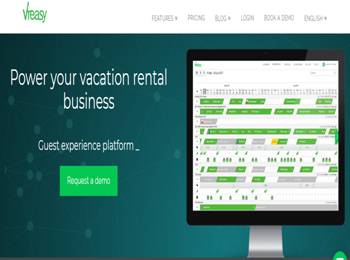 Vreasy
FEATURES PRICING BLOG LOGIN BOOK A DEMO ENGLISH
Power your vacation rental
business
Guest experience platform _
Request a demo